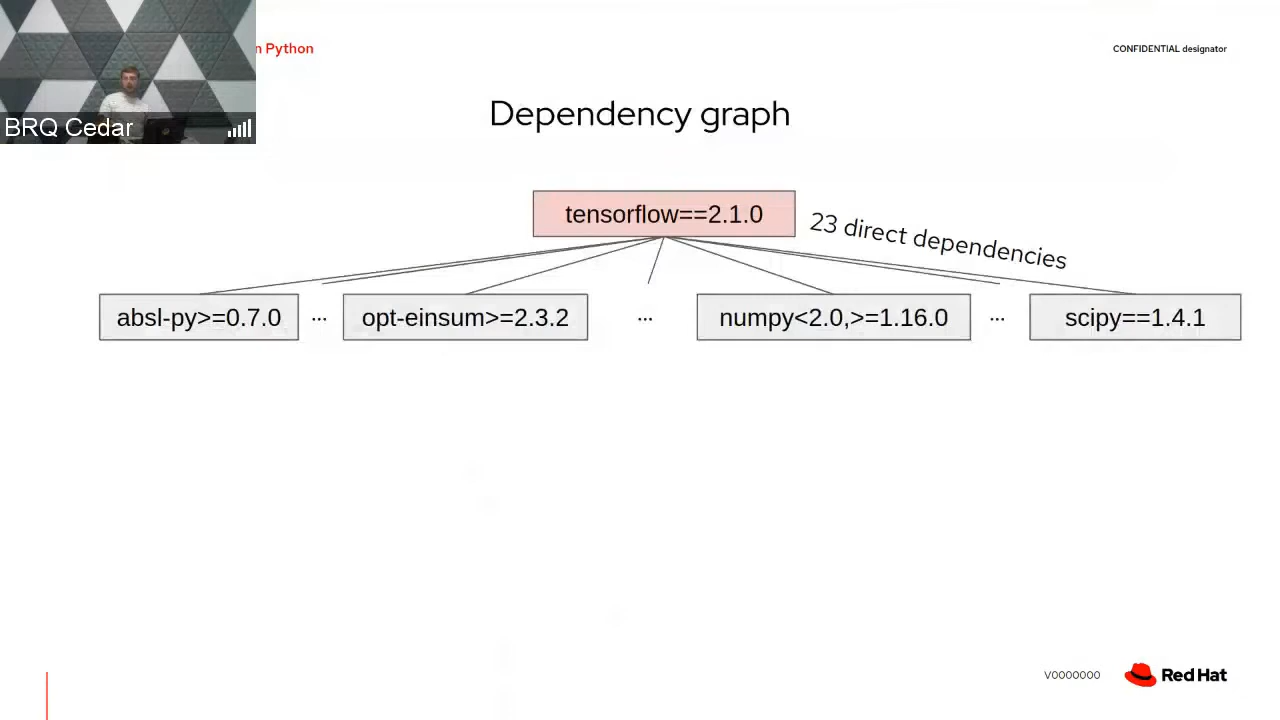 n Python
CONFIDENTIAL designator
BRQ Cedar
Dependency graph
tensorflow==2.1.0
23 direct dependencies
absl-py>=0.7.0
...
opt-einsum>=2.3.2
...
numpy<2.0,>=1.16.0
...
scipy==1.4.1
V0000000
Red Hat